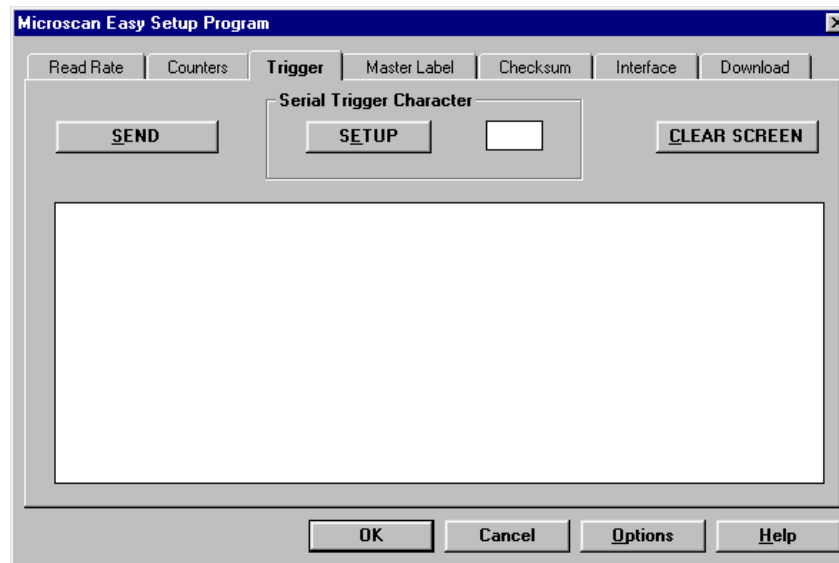 Microscan Easy Setup Program
Read Rate Counters Trigger Master Label Checksum Interface Download
Serial Trigger Character
SEND SETUP CLEAR SCREEN
OK Cancel Options Help